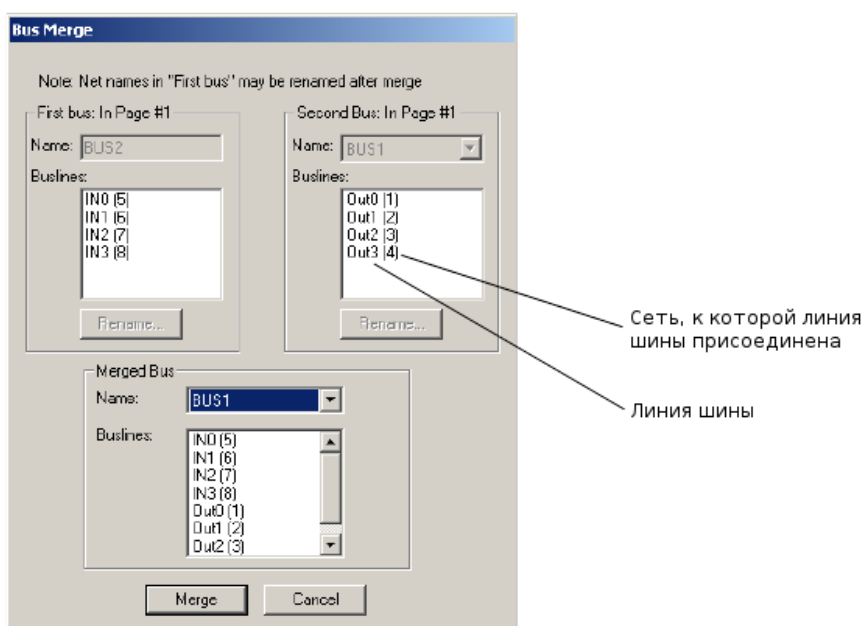 Bus Merge
Note: Net names in "First bus" may be renamed after merge
First bus: In Page #1
Name: BUS2
Buslines:
IN0 (5)
IN1 (6)
IN2 (7)
IN3 (8)
Rename...
Second Bus: In Page #1
Name: BUS1
Buslines:
Out0 (1)
Out1 (2)
Out2 (3)
Out3 (4)
Rename...
Сеть, к которой линия
шины присоединена
Линия шины
Merged Bus
Name: BUS1
Buslines:
IN0 (5)
IN1 (6)
IN2 (7)
IN3 (8)
Out0 (1)
Out1 (2)
Out2 (3)
Merge
Cancel